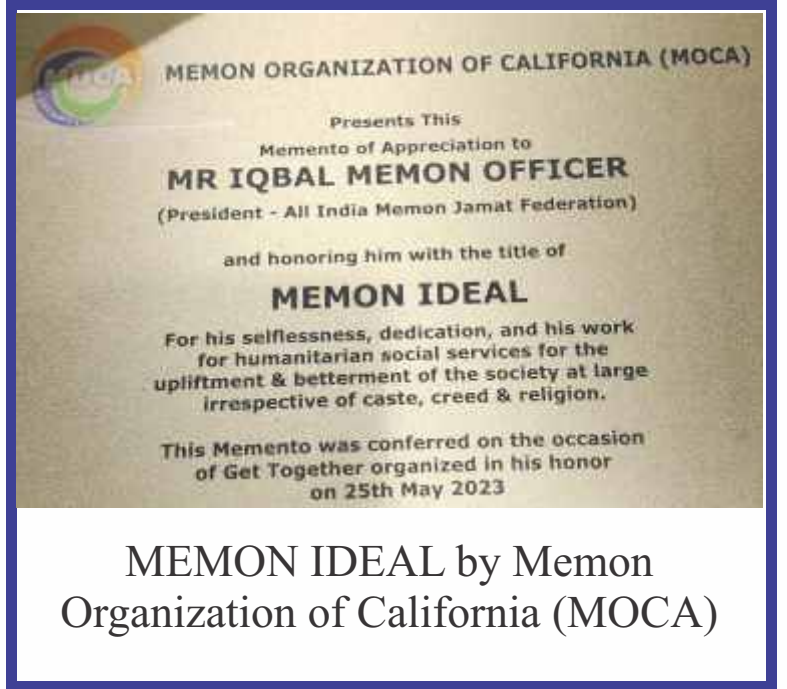 MOCA
MEMON ORGANIZATION OF CALIFORNIA (MOCA)
Presents This
Memento of Appreciation to
MR IQBAL MEMON OFFICER
(President - All India Memon Jamat Federation)
and honoring him with the title of
MEMON IDEAL
For his selflessness, dedication, and his work
for humanitarian social services for the
upliftment & betterment of the society at large
irrespective of caste, creed & religion.
This Memento was conferred on the occasion
of Get Together organized in his honor
on 25th May 2023
MEMON IDEAL by Memon
Organization of California (MOCA)